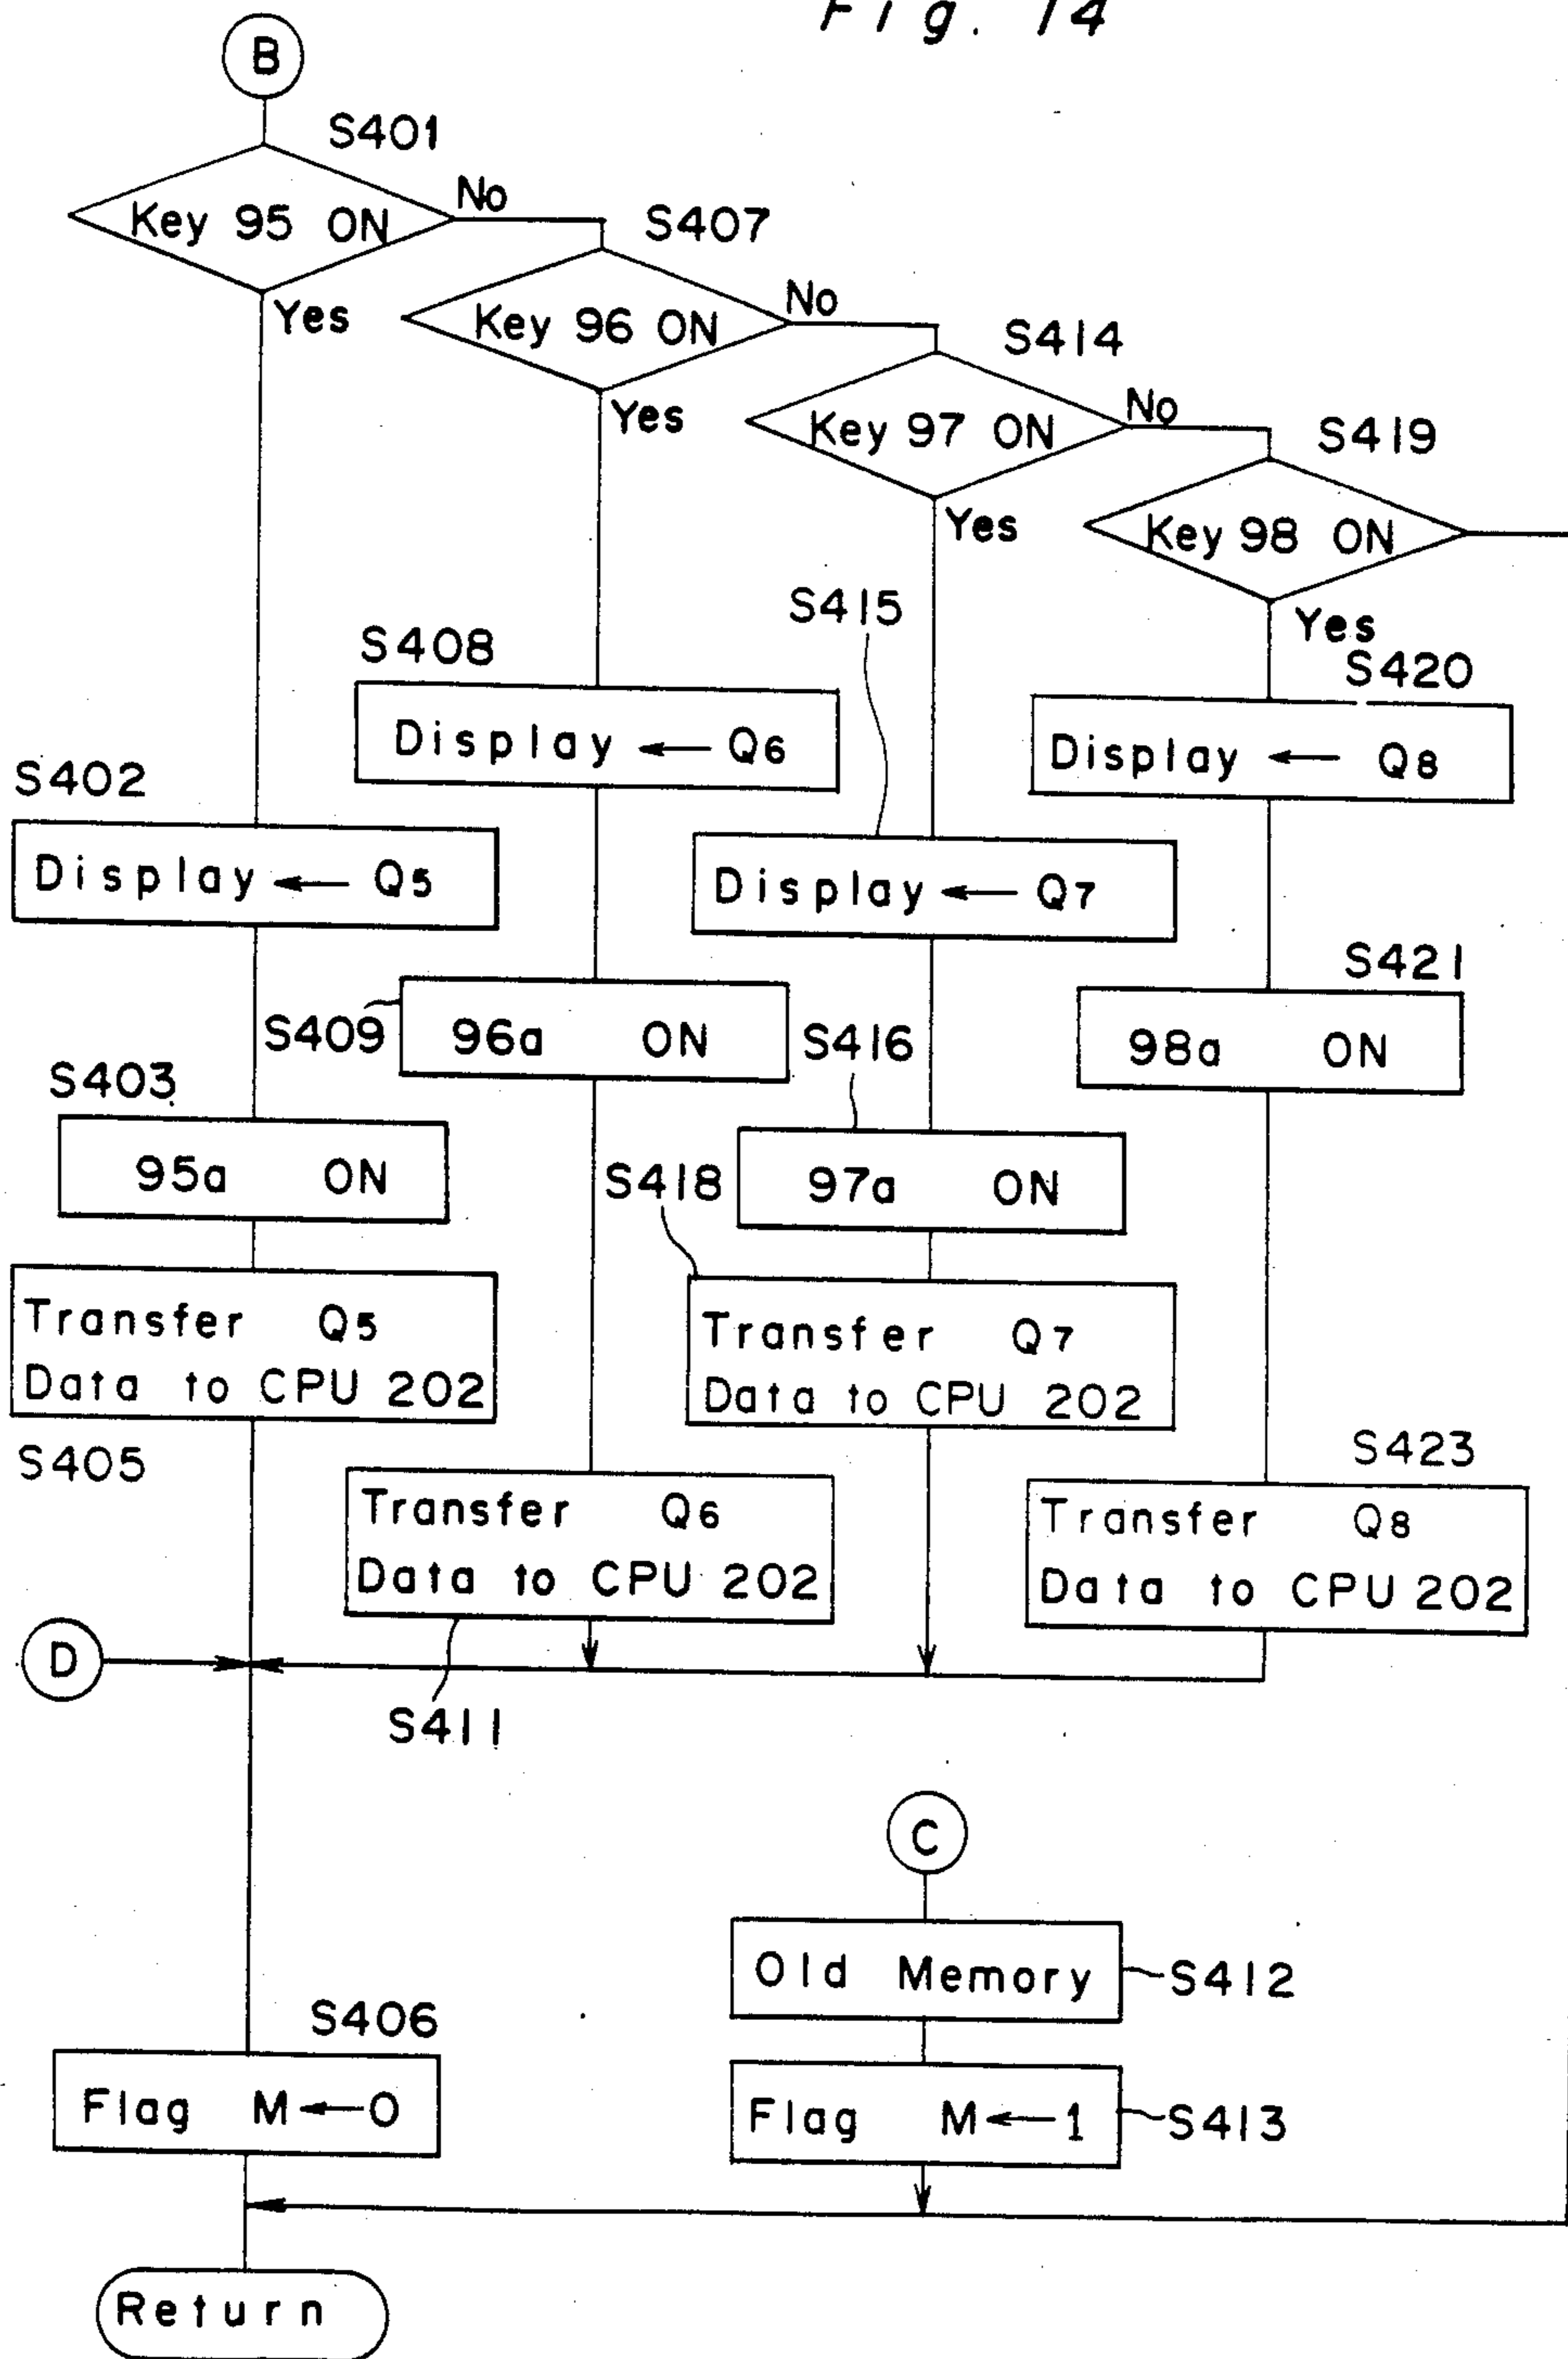 Fig. 14
B
S401
Key 95 ON
No
Yes
S407
Key 96 ON
No
Yes
S414
Key 97 ON
No
Yes
S419
Key 98 ON
Yes
S402
Display ← Q5
S403
95a ON
Transfer Q5
Data to CPU 202
S405
S408
Display ← Q6
S409
96a ON
Transfer Q6
Data to CPU 202
S411
S415
Display ← Q7
S416
97a ON
S418
Transfer Q7
Data to CPU 202
S420
Display ← Q8
S421
98a ON
S423
Transfer Q8
Data to CPU 202
D
C
Old Memory
S412
Flag M ← 1
S413
S406
Flag M ← 0
Return